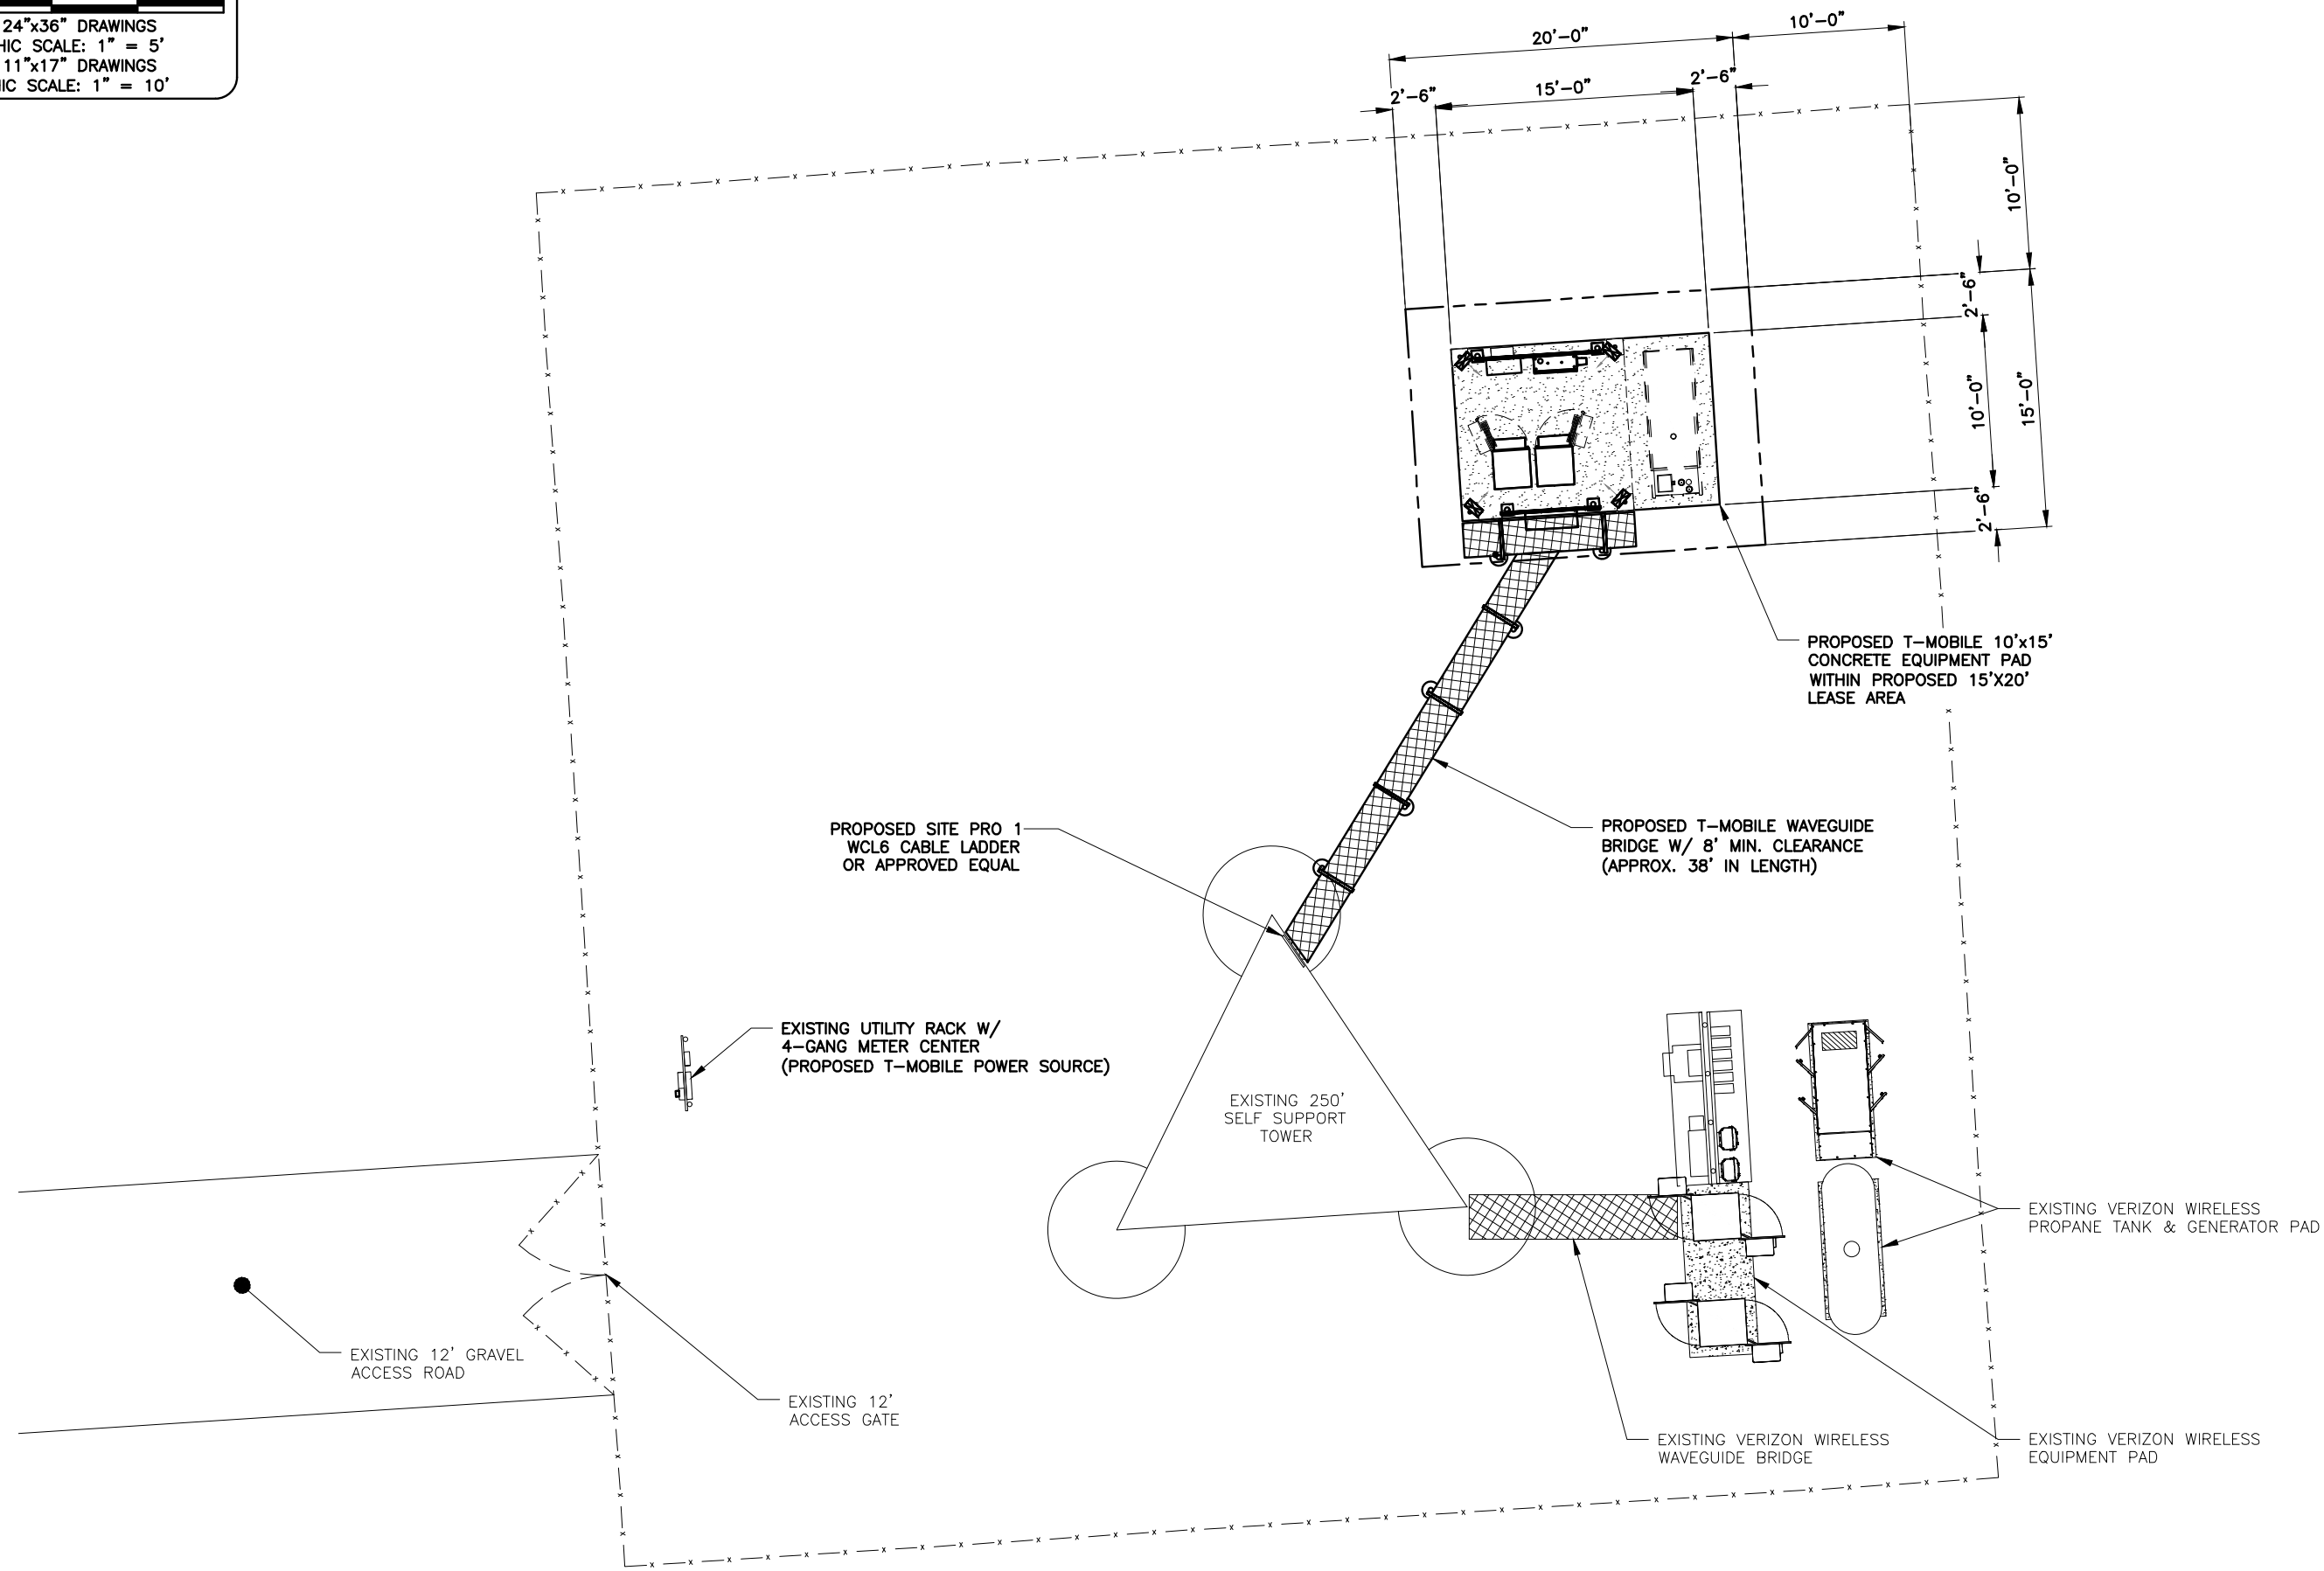 24"x36" DRAWINGS
HIC SCALE: 1" = 5'
11"x17" DRAWINGS
HIC SCALE: 1" = 10'
20'-0"
10'-0"
2'-6"
15'-0"
2'-6"
10'-0"
2'-6"
10'-0"
15'-0"
2'-6"
PROPOSED T-MOBILE 10'x15'
CONCRETE EQUIPMENT PAD
WITHIN PROPOSED 15'X20'
LEASE AREA
PROPOSED SITE PRO 1
WCL6 CABLE LADDER
OR APPROVED EQUAL
PROPOSED T-MOBILE WAVEGUIDE
BRIDGE W/ 8' MIN. CLEARANCE
(APPROX. 38' IN LENGTH)
EXISTING UTILITY RACK W/
4-GANG METER CENTER
(PROPOSED T-MOBILE POWER SOURCE)
EXISTING 250'
SELF SUPPORT
TOWER
EXISTING VERIZON WIRELESS
PROPANE TANK & GENERATOR PAD
EXISTING 12' GRAVEL
ACCESS ROAD
EXISTING 12'
ACCESS GATE
EXISTING VERIZON WIRELESS
WAVEGUIDE BRIDGE
EXISTING VERIZON WIRELESS
EQUIPMENT PAD